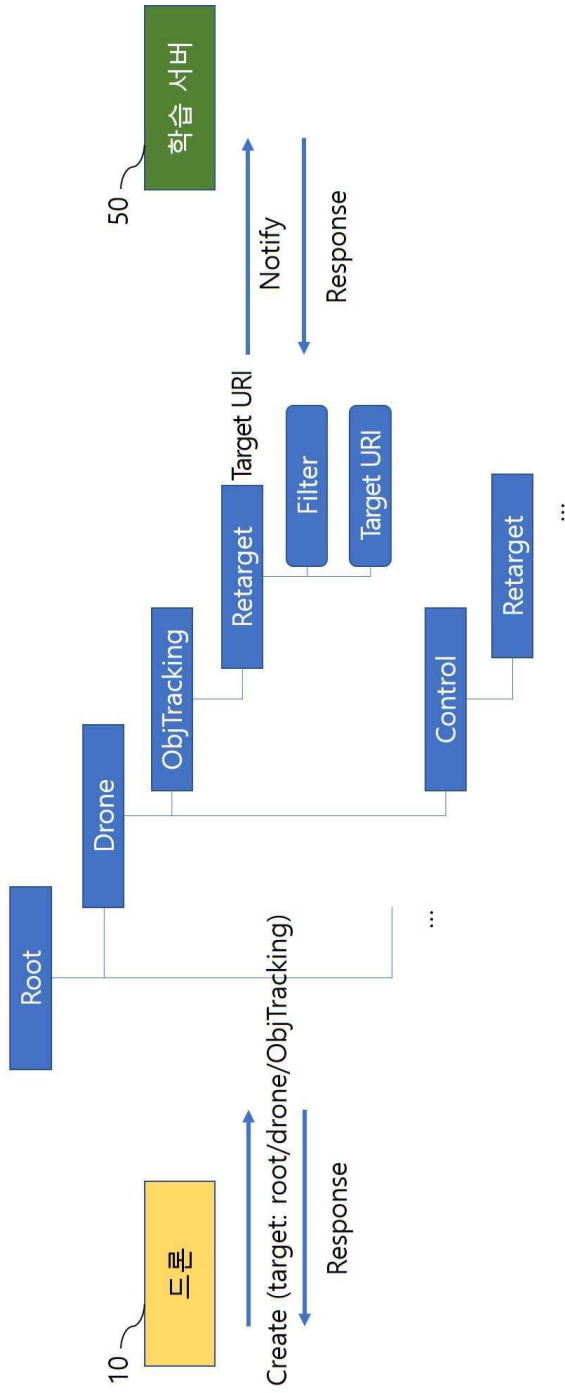 10
드론
Create (target: root/drone/ObjTracking)
Response
Root
Drone
...
ObjTracking
Retarget
Filter
Target URI
Control
Retarget
...
Target URI
Notify
Response
50
학습 서버